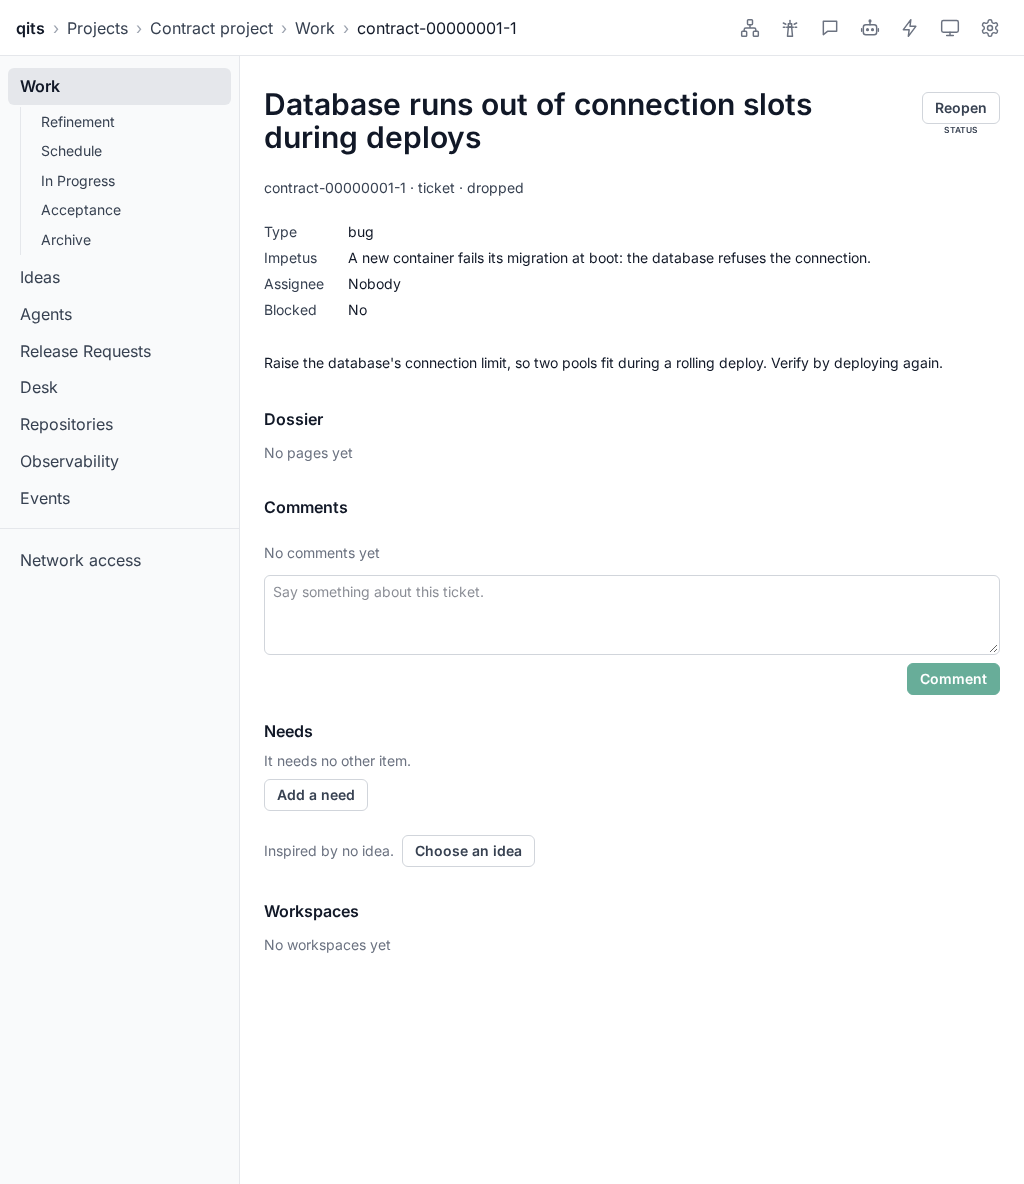 qits › Projects › Contract project › Work › contract-00000001-1
Work
Refinement
Schedule
In Progress
Acceptance
Archive
Ideas
Agents
Release Requests
Desk
Repositories
Observability
Events
Network access
Database runs out of connection slots
during deploys
Reopen
STATUS
contract-00000001-1 · ticket · dropped
Type bug
Impetus A new container fails its migration at boot: the database refuses the connection.
Assignee Nobody
Blocked No
Raise the database's connection limit, so two pools fit during a rolling deploy. Verify by deploying again.
Dossier
No pages yet
Comments
No comments yet
Say something about this ticket.
Comment
Needs
It needs no other item.
Add a need
Inspired by no idea. Choose an idea
Workspaces
No workspaces yet